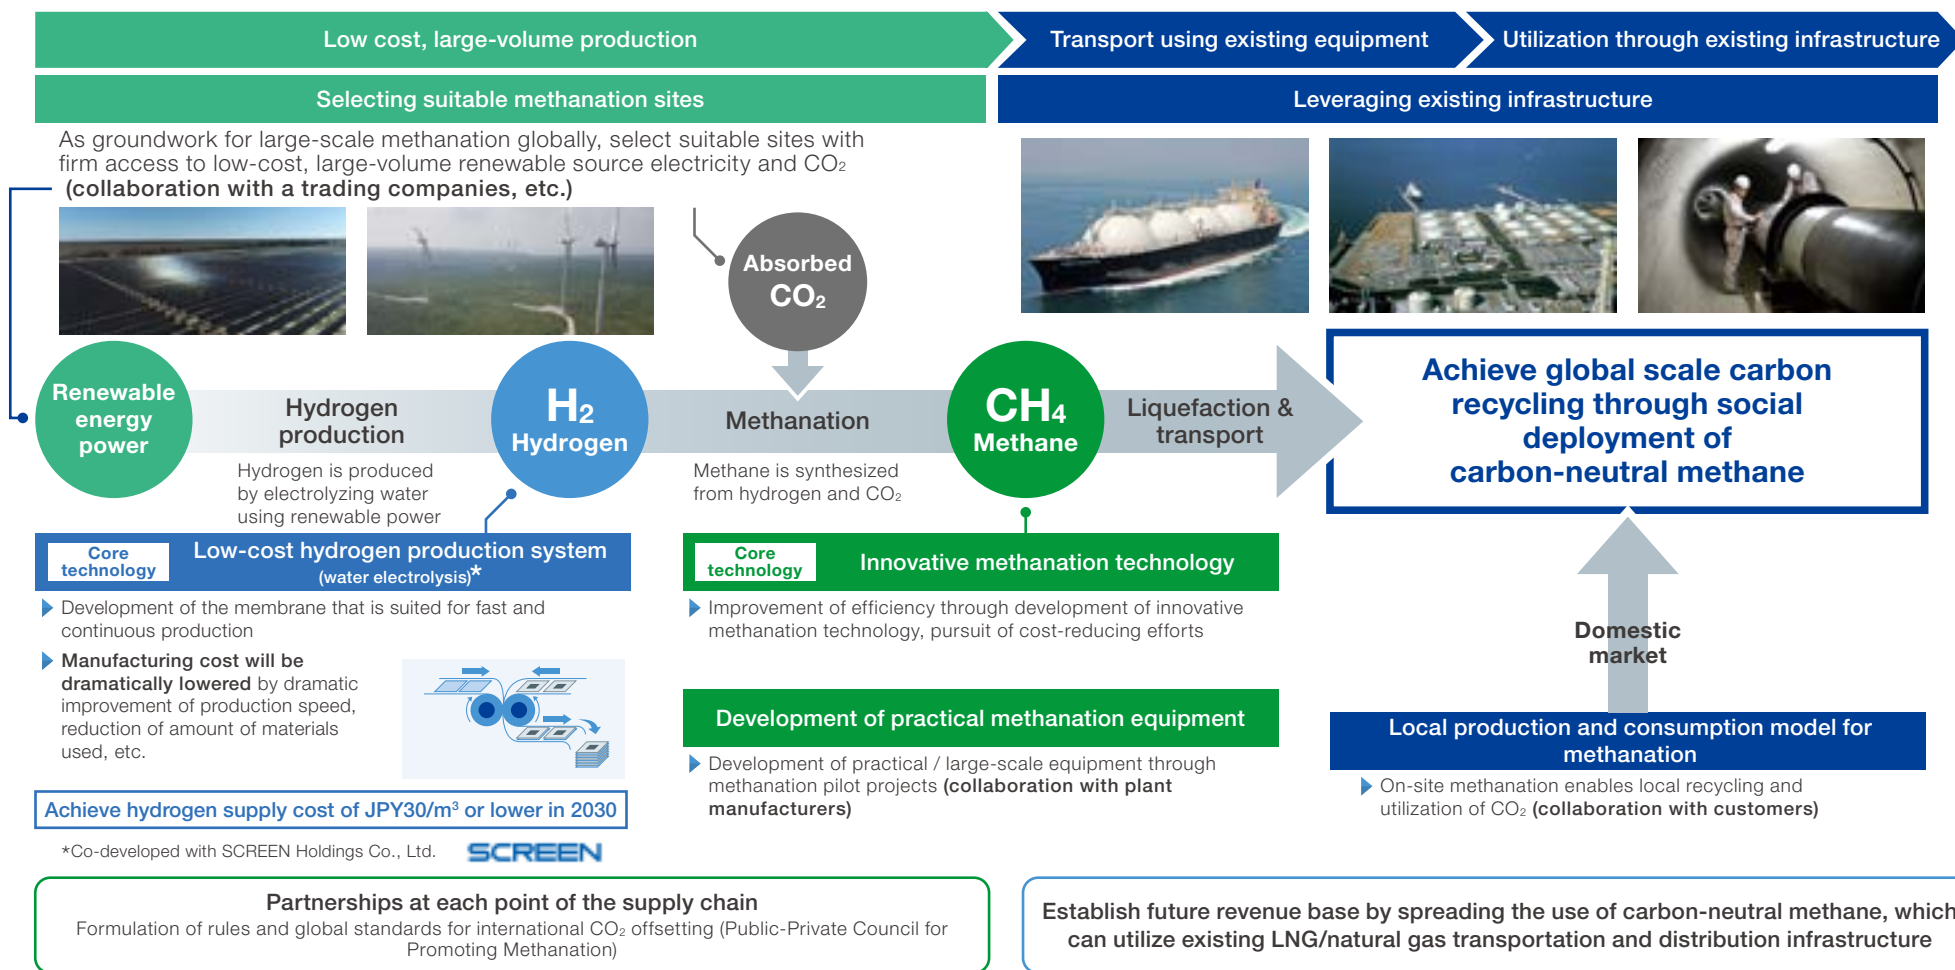 Low cost, large-volume production
Transport using existing equipment
Utilization through existing infrastructure
Selecting suitable methanation sites
Leveraging existing infrastructure
As groundwork for large-scale methanation globally, select suitable sites with
firm access to low-cost, large-volume renewable source electricity and CO₂
(collaboration with a trading companies, etc.)
Absorbed
CO₂
Renewable
energy
power
Hydrogen
production
H₂
Hydrogen
Methanation
CH₄
Methane
Liquefaction &
transport
Achieve global scale carbon
recycling through social
deployment of
carbon-neutral methane
Hydrogen is produced
by electrolyzing water
using renewable power
Methane is synthesized
from hydrogen and CO₂
Core
technology
Low-cost hydrogen production system
(water electrolysis)*
Development of the membrane that is suited for fast and
continuous production
Manufacturing cost will be
dramatically lowered by dramatic
improvement of production speed,
reduction of amount of materials
used, etc.
Achieve hydrogen supply cost of JPY30/m³ or lower in 2030
*Co-developed with SCREEN Holdings Co., Ltd.
SCREEN
Core
technology
Innovative methanation technology
Improvement of efficiency through development of innovative
methanation technology, pursuit of cost-reducing efforts
Development of practical methanation equipment
Development of practical / large-scale equipment through
methanation pilot projects (collaboration with plant
manufacturers)
Domestic
market
Local production and consumption model for
methanation
On-site methanation enables local recycling and
utilization of CO₂ (collaboration with customers)
Partnerships at each point of the supply chain
Formulation of rules and global standards for international CO₂ offsetting (Public-Private Council for
Promoting Methanation)
Establish future revenue base by spreading the use of carbon-neutral methane, which
can utilize existing LNG/natural gas transportation and distribution infrastructure